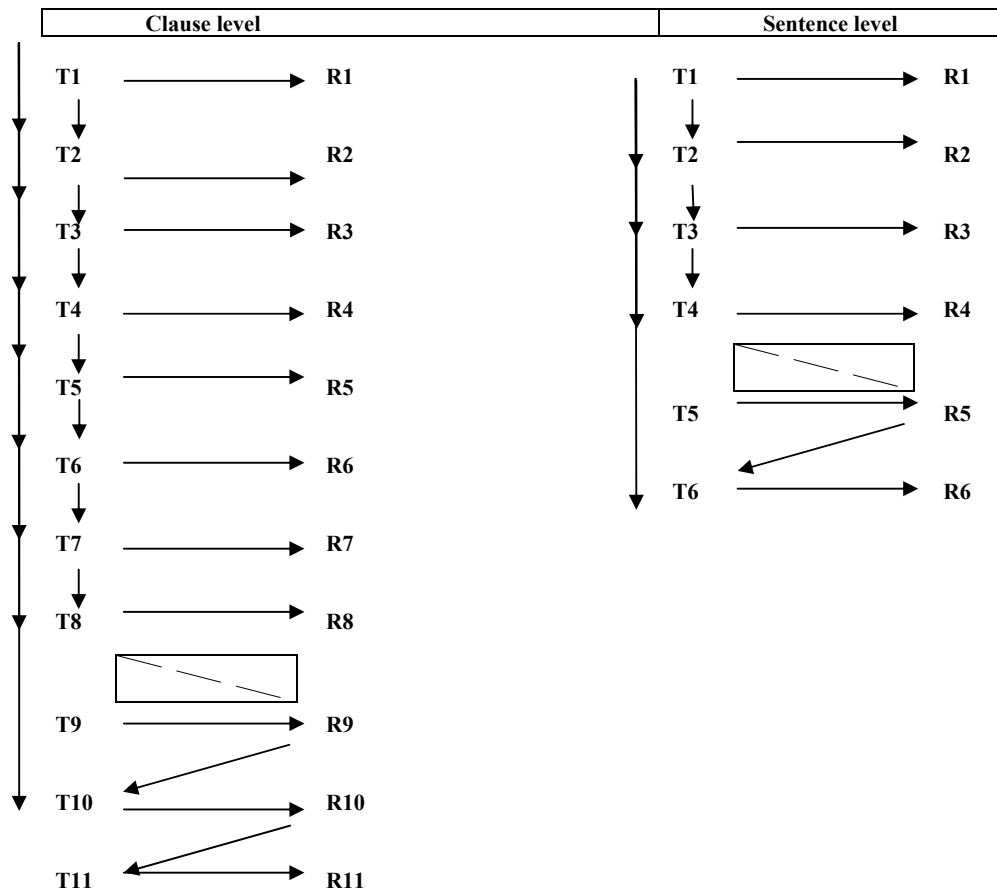 Clause level Sentence level
T1 R1 T1 R1
T2 R2 T2 R2
T3 R3 T3 R3
T4 R4 T4 R4
T5 R5
T5 R5
T6 R6
T6 R6
T7 R7
T8 R8
T9 R9
T10 R10
T11 R11